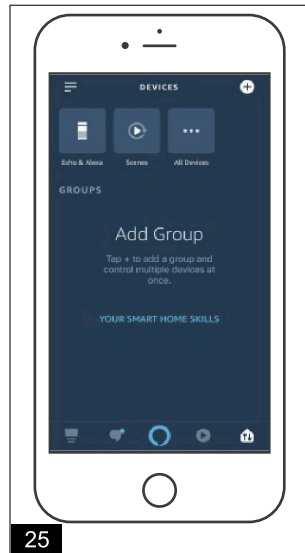 DEVICES
Echo & Alexa Scenes All Devices
GROUPS
Add Group
Tap + to add a group and
control multiple devices at
once.
YOUR SMART HOME SKILLS
25